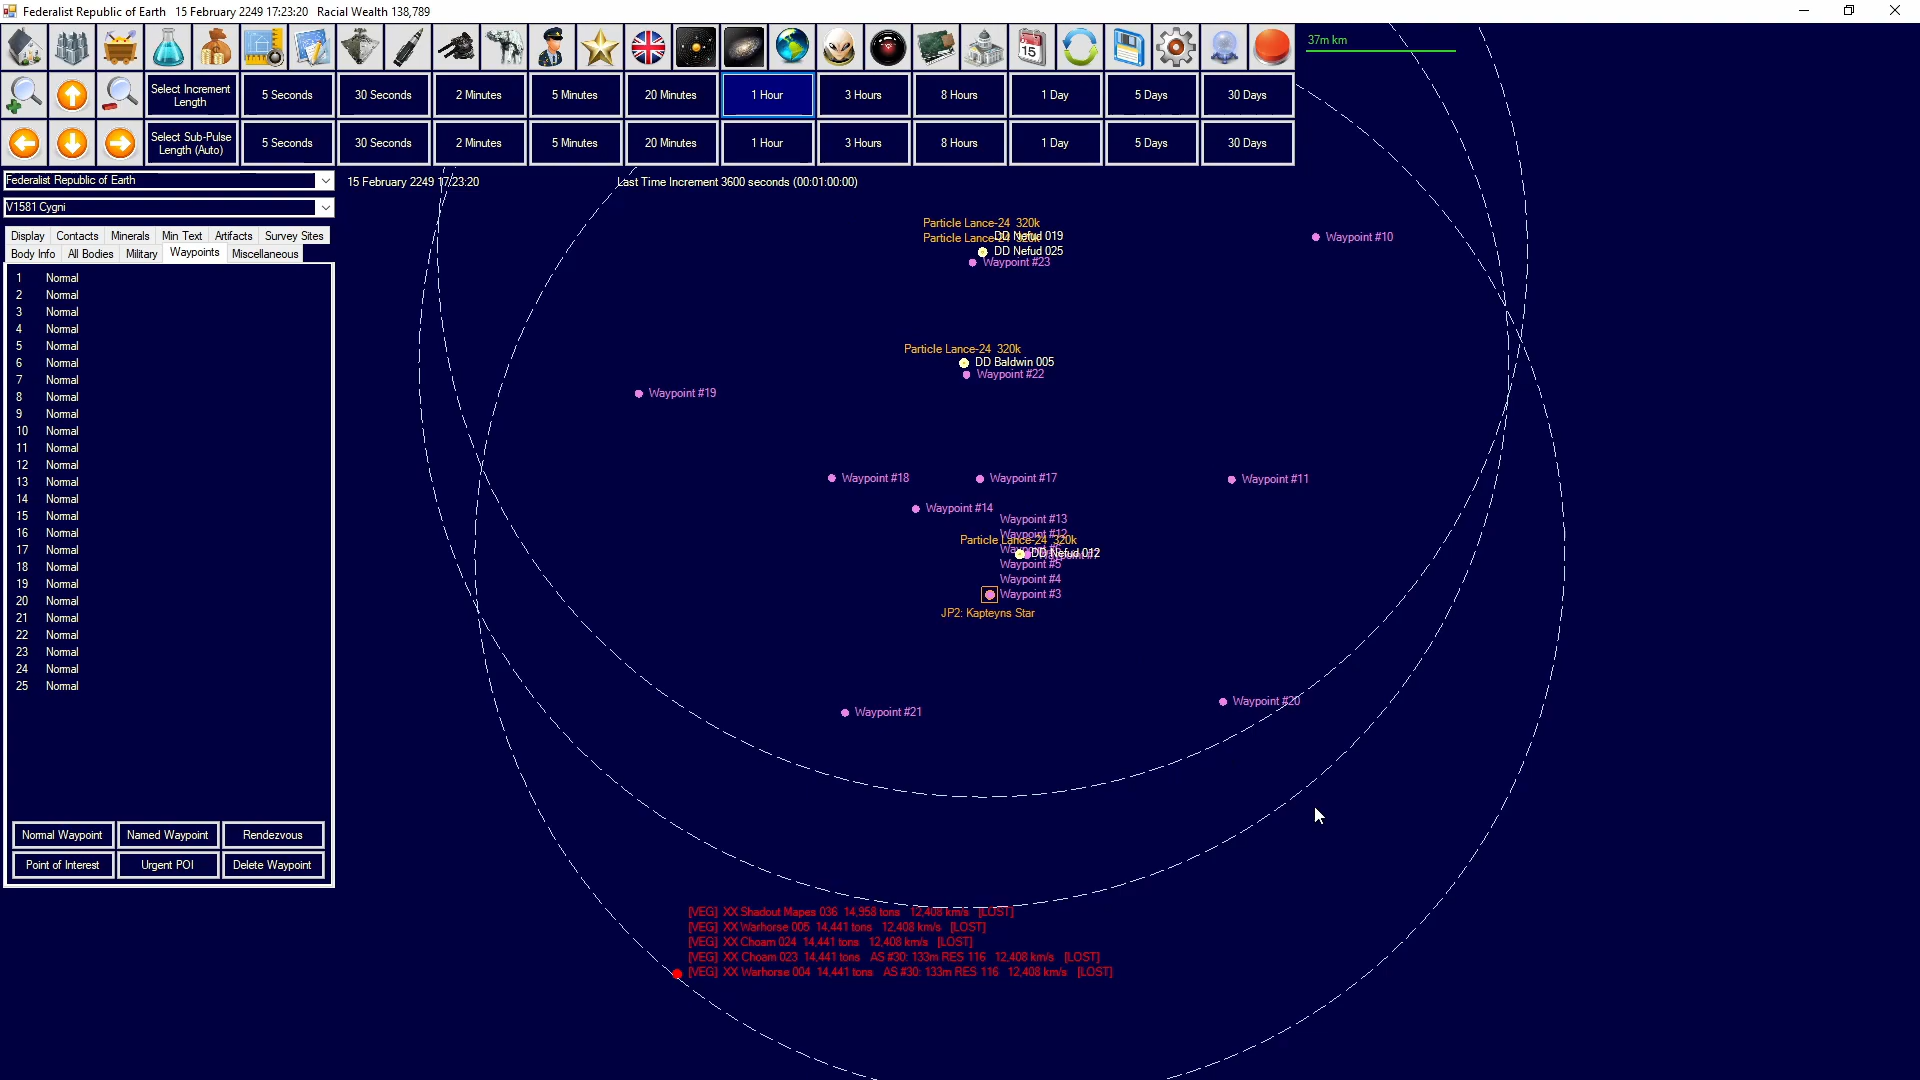 Federalist Republic of Earth   15 February 2249 17:23:20   Racial Wealth 138,789
37m km
15
Select Increment Length
5 Seconds
30 Seconds
2 Minutes
5 Minutes
20 Minutes
1 Hour
3 Hours
8 Hours
1 Day
5 Days
30 Days
Select Sub-Pulse Length (Auto)
5 Seconds
30 Seconds
2 Minutes
5 Minutes
20 Minutes
1 Hour
3 Hours
8 Hours
1 Day
5 Days
30 Days
Federalist Republic of Earth
15 February 2249 17:23:20
Last Time Increment 3600 seconds (00:01:00:00)
V1581 Cygni
Display Contacts Minerals Min Text Artifacts Survey Sites
Body Info All Bodies Military Waypoints Miscellaneous
1 Normal
2 Normal
3 Normal
4 Normal
5 Normal
6 Normal
7 Normal
8 Normal
9 Normal
10 Normal
11 Normal
12 Normal
13 Normal
14 Normal
15 Normal
16 Normal
17 Normal
18 Normal
19 Normal
20 Normal
21 Normal
22 Normal
23 Normal
24 Normal
25 Normal
Normal Waypoint Named Waypoint Rendezvous
Point of Interest Urgent POI Delete Waypoint
Particle Lance-24 320k
Particle Lance-24 320k
DD Nefud 019
DD Nefud 025
Waypoint #23
Waypoint #10
Particle Lance-24 320k
DD Baldwin 005
Waypoint #22
Waypoint #19
Waypoint #18
Waypoint #17
Waypoint #11
Waypoint #14
Waypoint #13
Waypoint #12
Particle Lance-24 320k
DD Nefud 012
Waypoint #5
Waypoint #4
Waypoint #3
JP2: Kapteyns Star
Waypoint #20
Waypoint #21
[VEG] XX Shadout Mapes 036 14,958 tons 12,408 km/s [LOST]
[VEG] XX Warhorse 005 14,441 tons 12,408 km/s [LOST]
[VEG] XX Choam 024 14,441 tons 12,408 km/s [LOST]
[VEG] XX Choam 023 14,441 tons AS #30: 133m RES 116 12,408 km/s [LOST]
[VEG] XX Warhorse 004 14,441 tons AS #30: 133m RES 116 12,408 km/s [LOST]